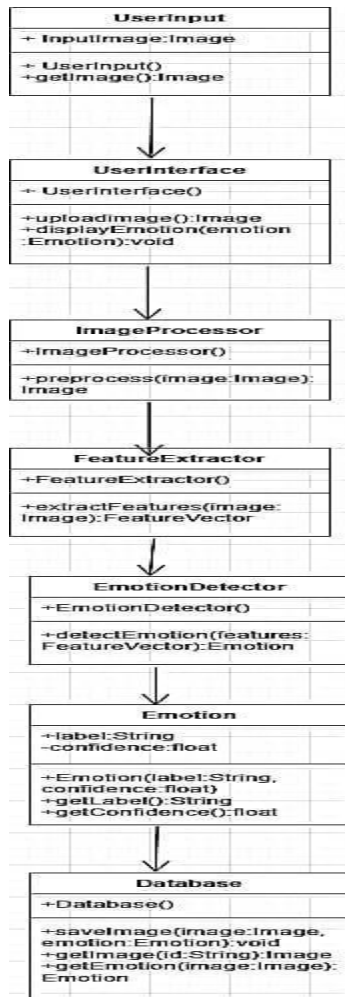 UserInput
+ InputImage:Image
+ UserInput()
+getImage():Image
UserInterface
+ UserInterface()
+uploadImage():Image
+displayEmotion(emotion
:Emotion):void
ImageProcessor
+ImageProcessor()
+preprocess(image:Image):
Image
FeatureExtractor
+FeatureExtractor()
+extractFeatures(image:
Image):FeatureVector
EmotionDetector
+EmotionDetector()
+detectEmotion(features:
FeatureVector):Emotion
Emotion
+label:String
-confidence:float
+Emotion(label:String,
confidence:float)
+getLabel():String
+getConfidence():float
Database
+Database()
+saveImage(image:Image,
emotion:Emotion):void
+getImage(id:String):Image
+getEmotion(image:Image):
Emotion